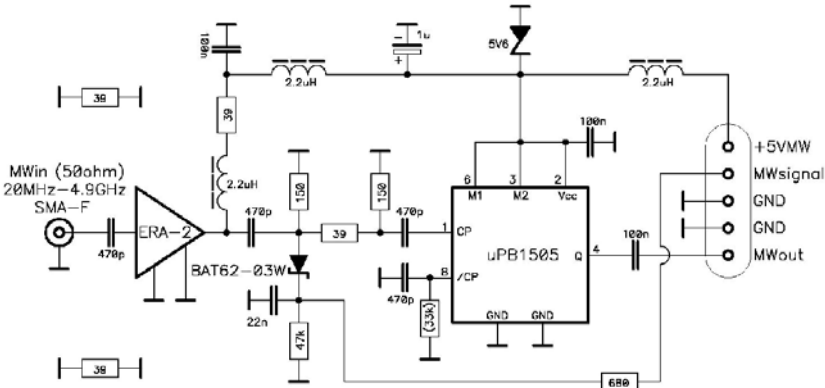 100n
1u
-
+
5V6
2.2uH
2.2uH
39
39
100n
+5VMW
MWin (50ohm)
20MHz-4.9GHz
SMA-F
2.2uH
6
3
2
M1
M2
Vcc
MWsignal
150
150
GND
ERA-2
470p
470p
1
CP
GND
470p
39
uPB1505
Q
4
100n
MWout
BAT62-03W
8
/CP
470p
22n
47k
(33k)
GND
GND
39
680